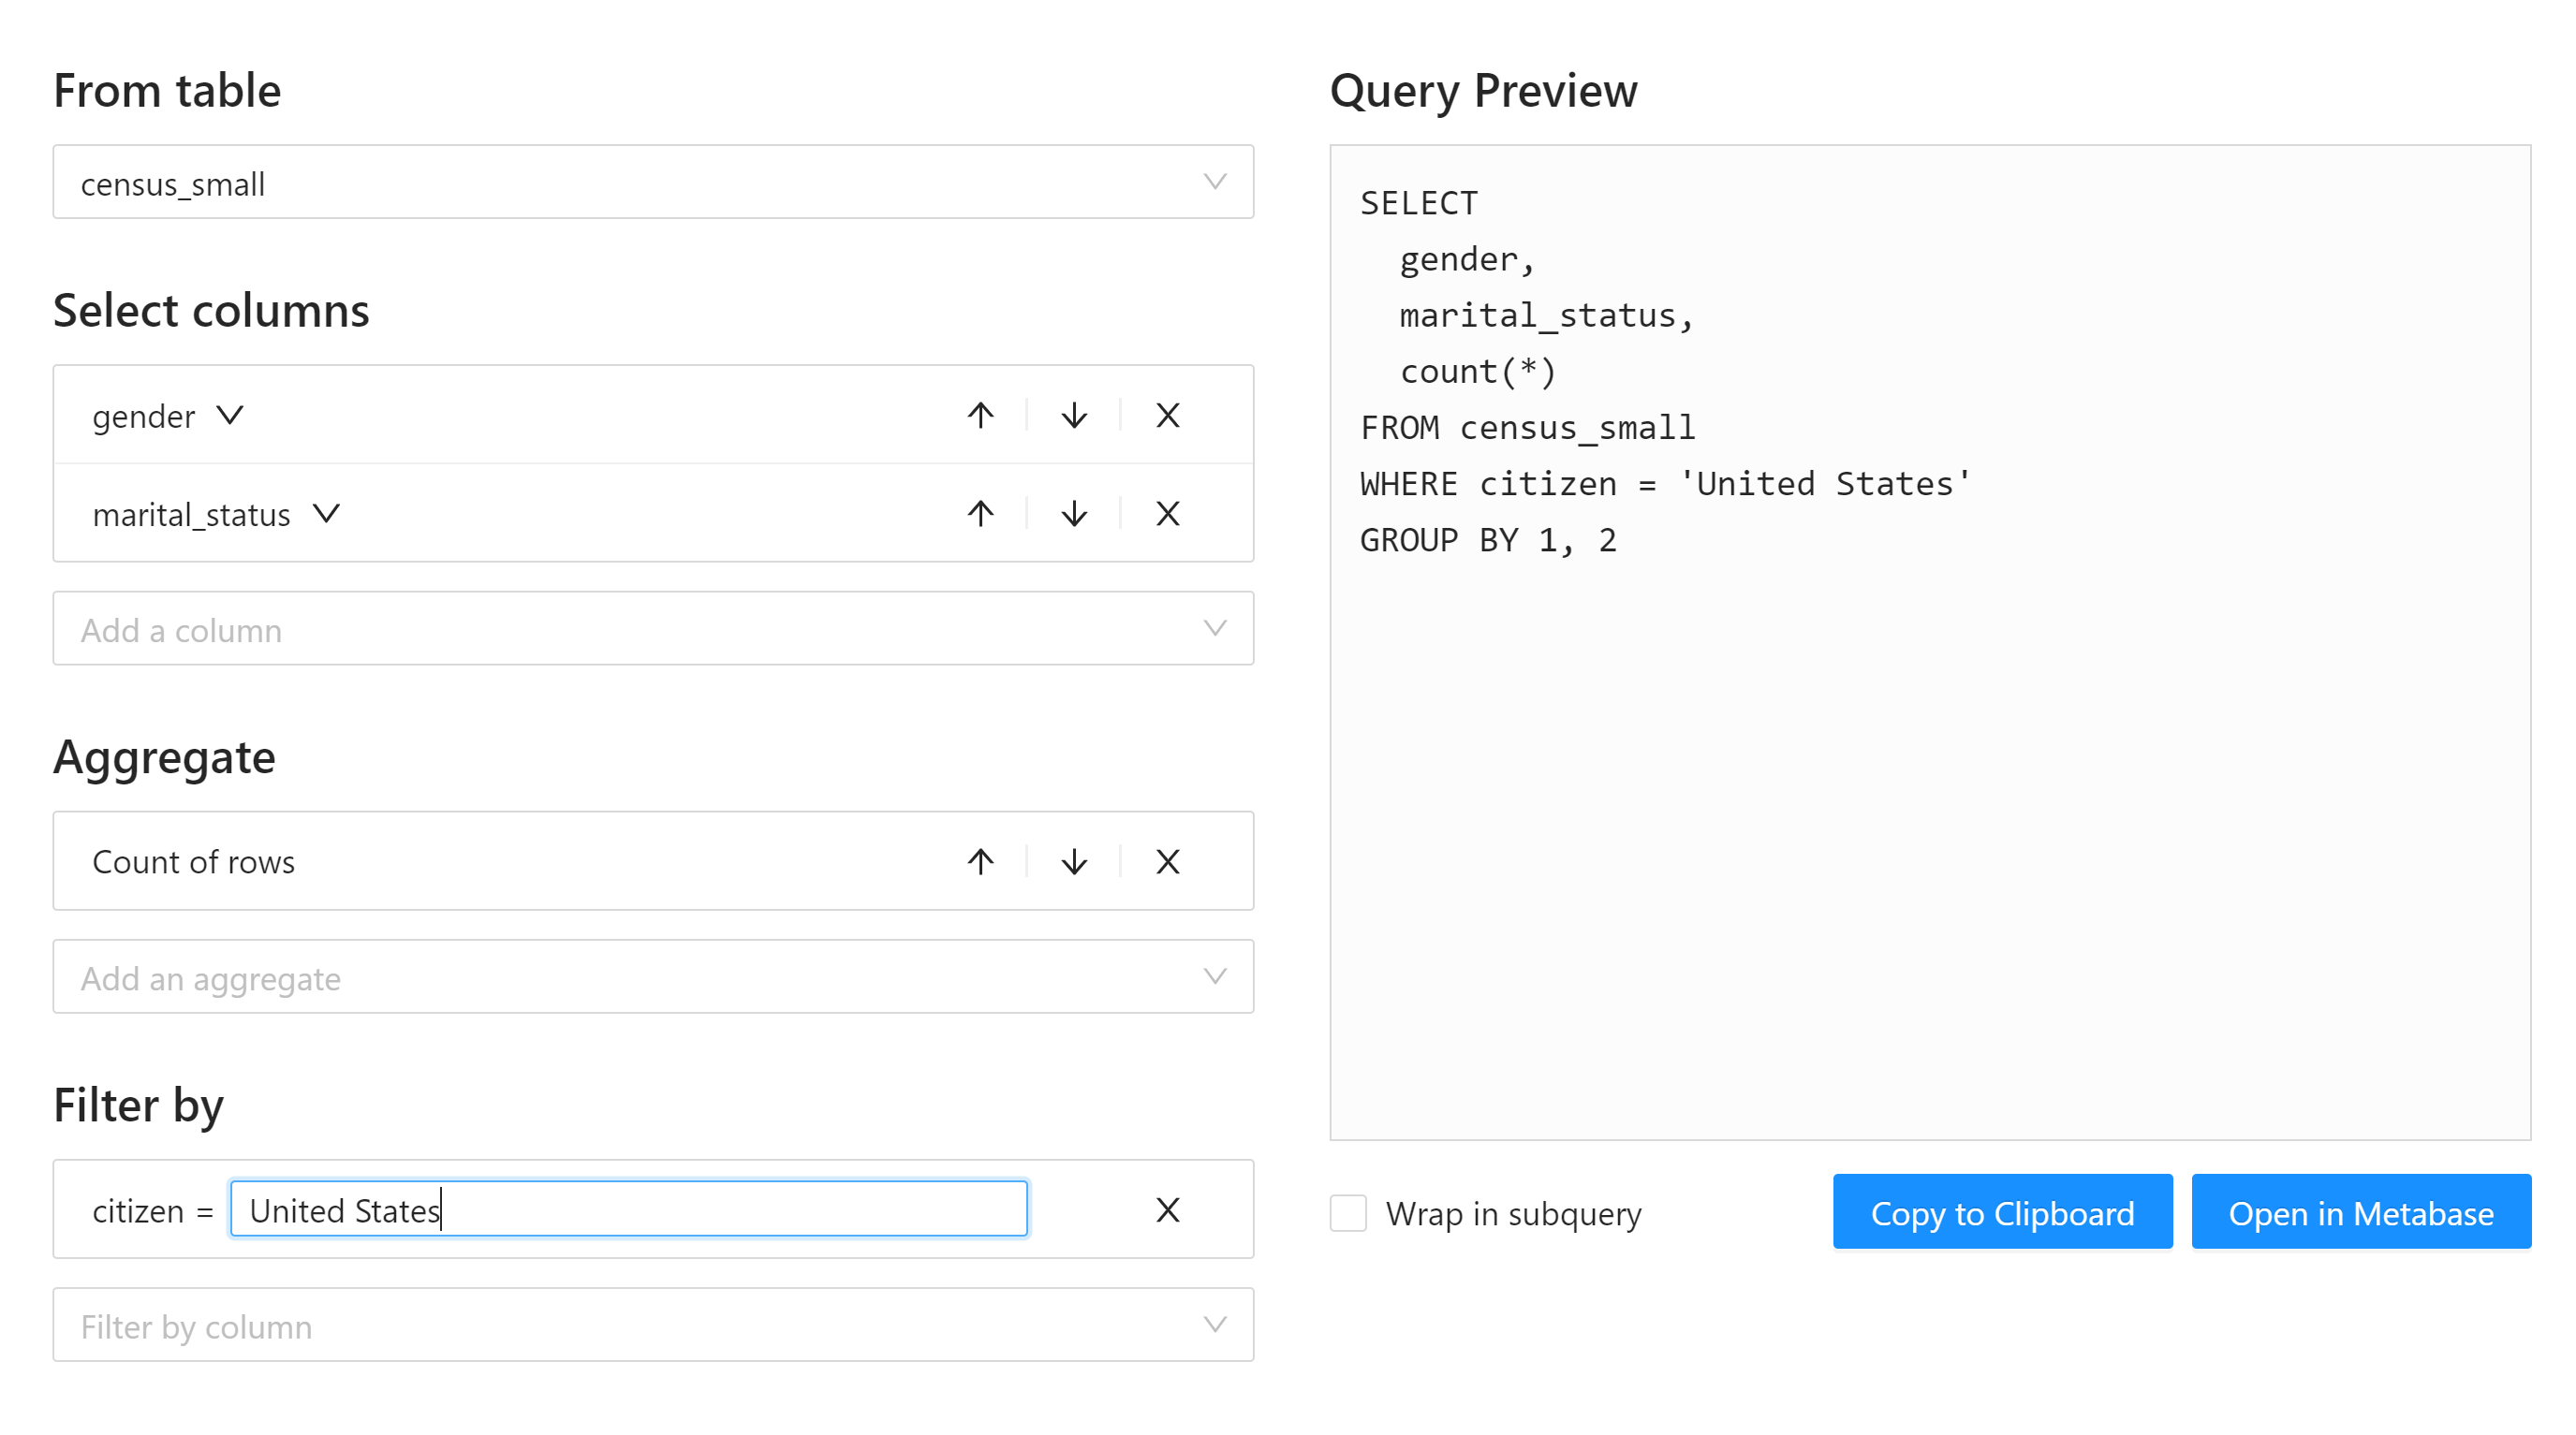 From table
census_small
Select columns
gender
marital_status
Add a column
Aggregate
Count of rows
Add an aggregate
Filter by
citizen = United States
Filter by column
Query Preview
SELECT
  gender,
  marital_status,
  count(*)
FROM census_small
WHERE citizen = 'United States'
GROUP BY 1, 2
Wrap in subquery
Copy to Clipboard
Open in Metabase